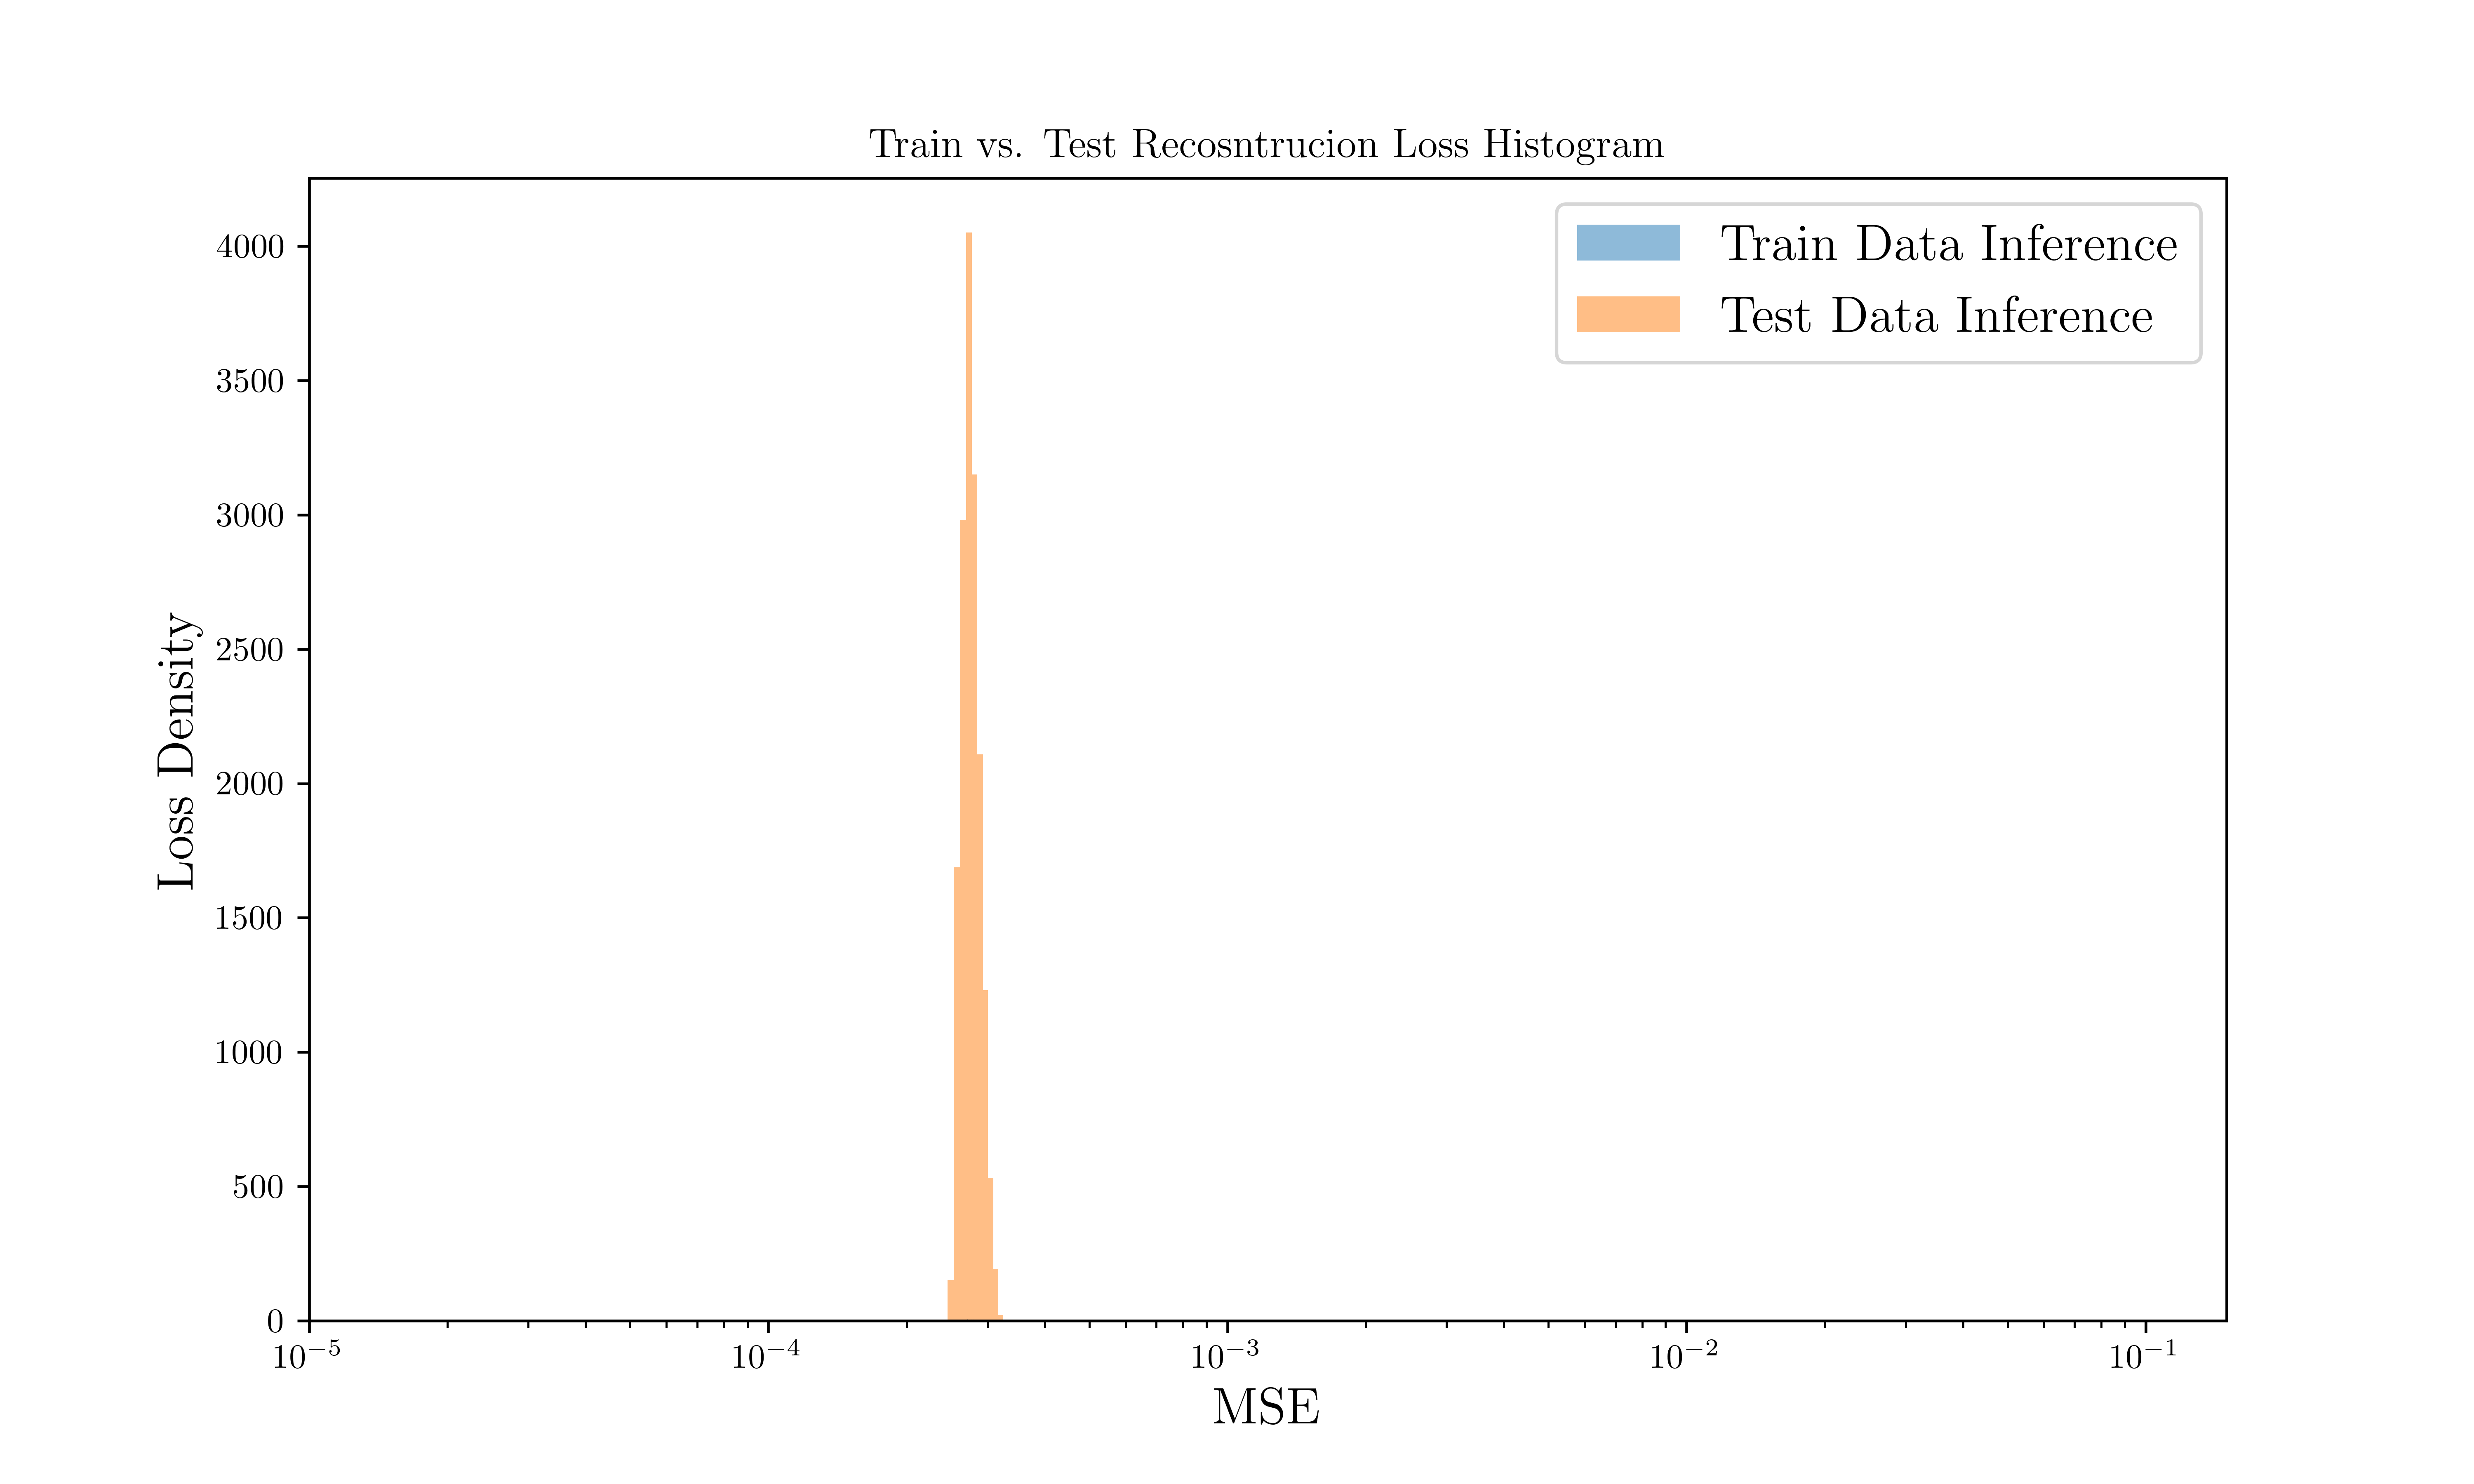 Train vs. Test Recosntrucion Loss Histogram
Train Data Inference
Test Data Inference
Loss Density
4000
3500
3000
2500
2000
1500
1000
500
0
10⁻⁵ 10⁻⁴ 10⁻³ 10⁻² 10⁻¹
MSE